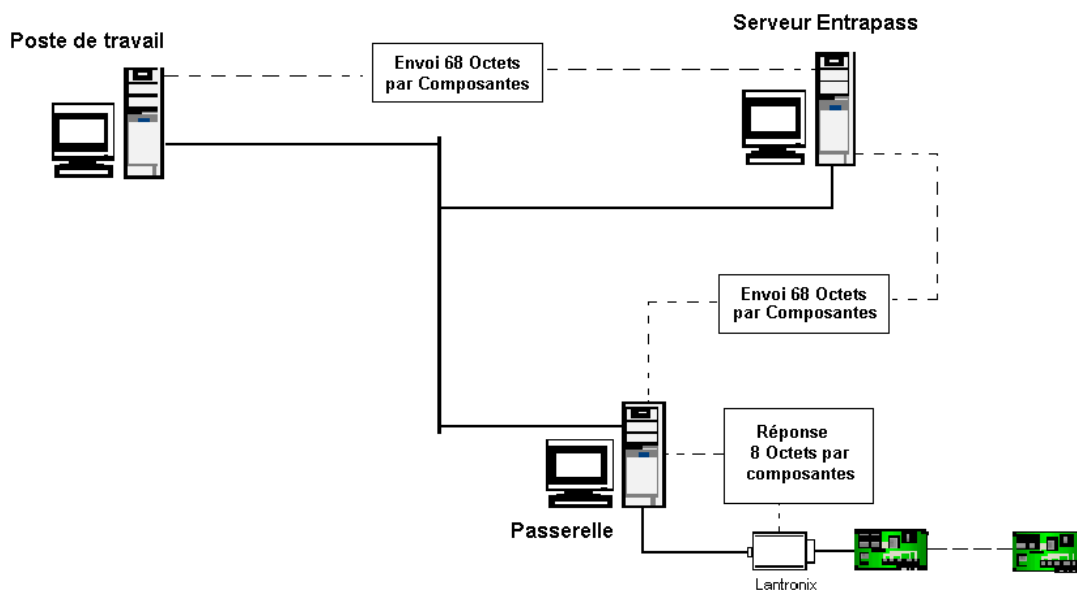 Serveur Entrapass
Poste de travail
Envoi 68 Octets
par Composantes
Envoi 68 Octets
par Composantes
Réponse
8 Octets par
composantes
Passerelle
Lantronix